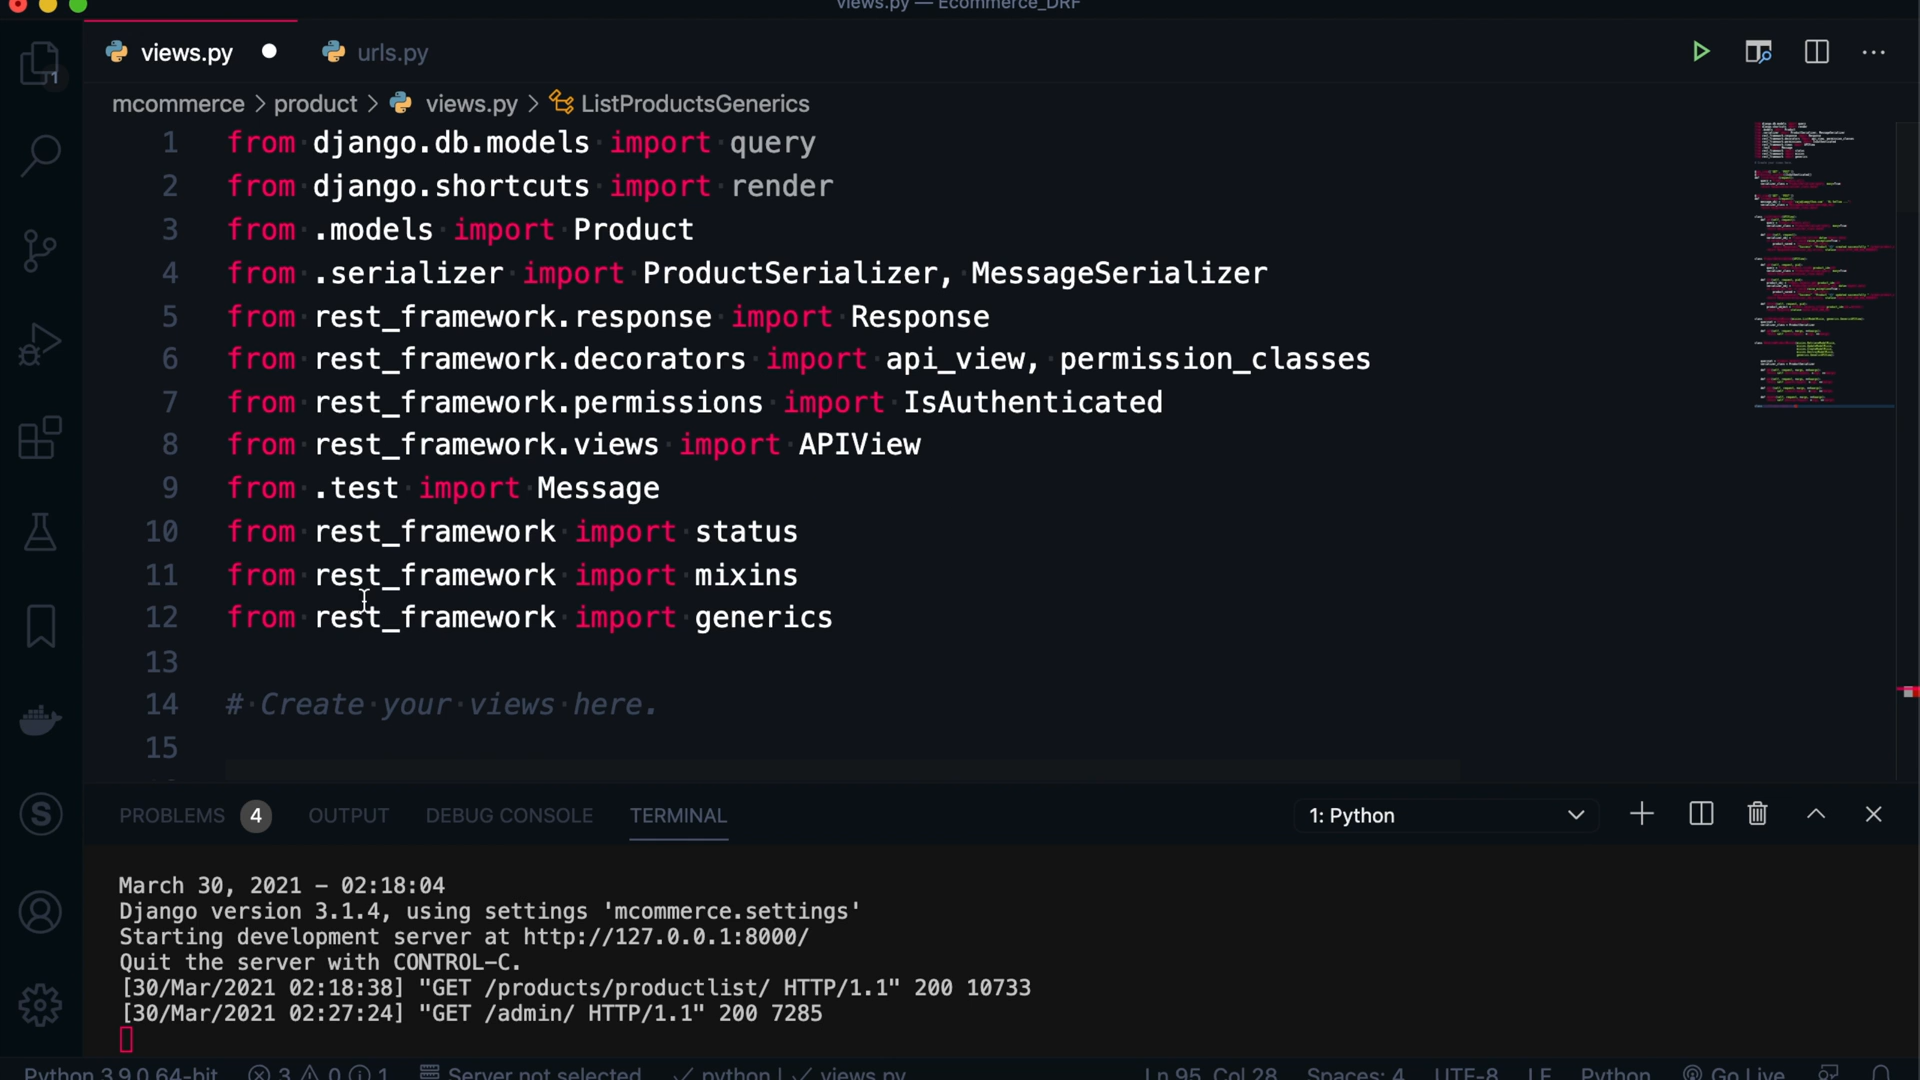 views.py — Ecommerce_DRF
views.py
urls.py
mcommerce > product > views.py > ListProductsGenerics
1 from django.db.models import query
2 from django.shortcuts import render
3 from .models import Product
4 from .serializer import ProductSerializer, MessageSerializer
5 from rest_framework.response import Response
6 from rest_framework.decorators import api_view, permission_classes
7 from rest_framework.permissions import IsAuthenticated
8 from rest_framework.views import APIView
9 from .test import Message
10 from rest_framework import status
11 from rest_framework import mixins
12 from rest_framework import generics
13
14 # Create your views here.
15
PROBLEMS 4 OUTPUT DEBUG CONSOLE TERMINAL 1: Python
March 30, 2021 - 02:18:04
Django version 3.1.4, using settings 'mcommerce.settings'
Starting development server at http://127.0.0.1:8000/
Quit the server with CONTROL-C.
[30/Mar/2021 02:18:38] "GET /products/productlist/ HTTP/1.1" 200 10733
[30/Mar/2021 02:27:24] "GET /admin/ HTTP/1.1" 200 7285
Python 3.9.0 64-bit 3 0 1 Server not selected python | views.py Ln 95, Col 28 Spaces: 4 UTF-8 LF Python Go Live